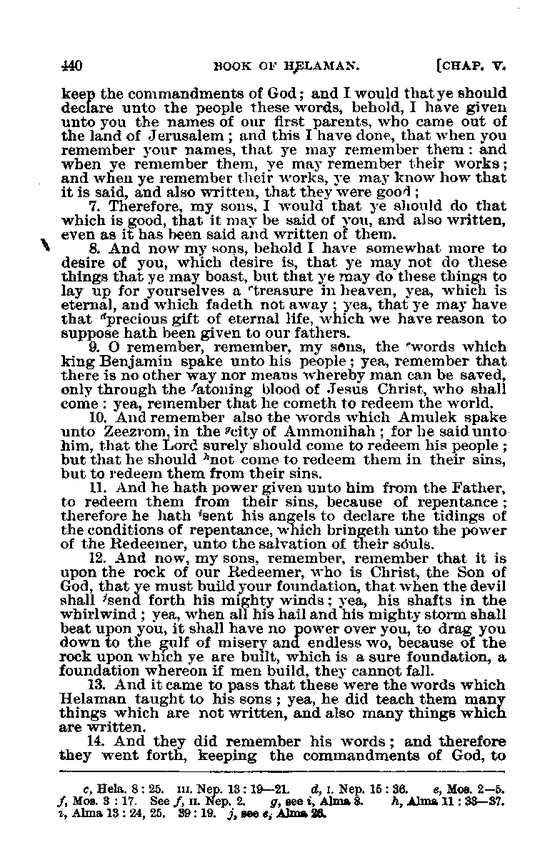 440 BOOK OF HELAMAN. [CHAP. V.
keep the commandments of God; and I would that ye should
declare unto the people these words, behold, I have given
unto you the names of our first parents, who came out of
the land of Jerusalem; and this I have done, that when you
remember your names, that ye may remember them: and
when ye remember them, ye may remember their works;
and when ye remember their works, ye may know how that
it is said, and also written, that they were good;
7. Therefore, my sons, I would that ye should do that
which is good, that it may be said of you, and also written,
even as it has been said and written of them.
8. And now my sons, behold I have somewhat more to
desire of you, which desire is, that ye may not do these
things that ye may boast, but that ye may do these things to
lay up for yourselves a ᶜtreasure in heaven, yea, which is
eternal, and which fadeth not away; yea, that ye may have
that ᵈprecious gift of eternal life, which we have reason to
suppose hath been given to our fathers.
9. O remember, remember, my sons, the ᵉwords which
king Benjamin spake unto his people; yea, remember that
there is no other way nor means whereby man can be saved,
only through the ᶠatoning blood of Jesus Christ, who shall
come: yea, remember that he cometh to redeem the world.
10. And remember also the words which Amulek spake
unto Zeezrom, in the ᵍcity of Ammonihah; for he said unto
him, that the Lord surely should come to redeem his people;
but that he should ʰnot come to redeem them in their sins,
but to redeem them from their sins.
11. And he hath power given unto him from the Father,
to redeem them from their sins, because of repentance;
therefore he hath ⁱsent his angels to declare the tidings of
the conditions of repentance, which bringeth unto the power
of the Redeemer, unto the salvation of their souls.
12. And now, my sons, remember, remember that it is
upon the rock of our Redeemer, who is Christ, the Son of
God, that ye must build your foundation, that when the devil
shall ʲsend forth his mighty winds; yea, his shafts in the
whirlwind; yea, when all his hail and his mighty storm shall
beat upon you, it shall have no power over you, to drag you
down to the gulf of misery and endless wo, because of the
rock upon which ye are built, which is a sure foundation, a
foundation whereon if men build, they cannot fall.
13. And it came to pass that these were the words which
Helaman taught to his sons; yea, he did teach them many
things which are not written, and also many things which
are written.
14. And they did remember his words; and therefore
they went forth, keeping the commandments of God, to
c, Hela. 8:25. III. Nep. 13:19—21. d, I. Nep. 15:36. e, Mos. 2—5.
f, Mos. 3:17. See f, II. Nep. 2. g, see i, Alma 8. h, Alma 11:33—37.
i, Alma 13:24, 25. 39:19. j, see e, Alma 26.